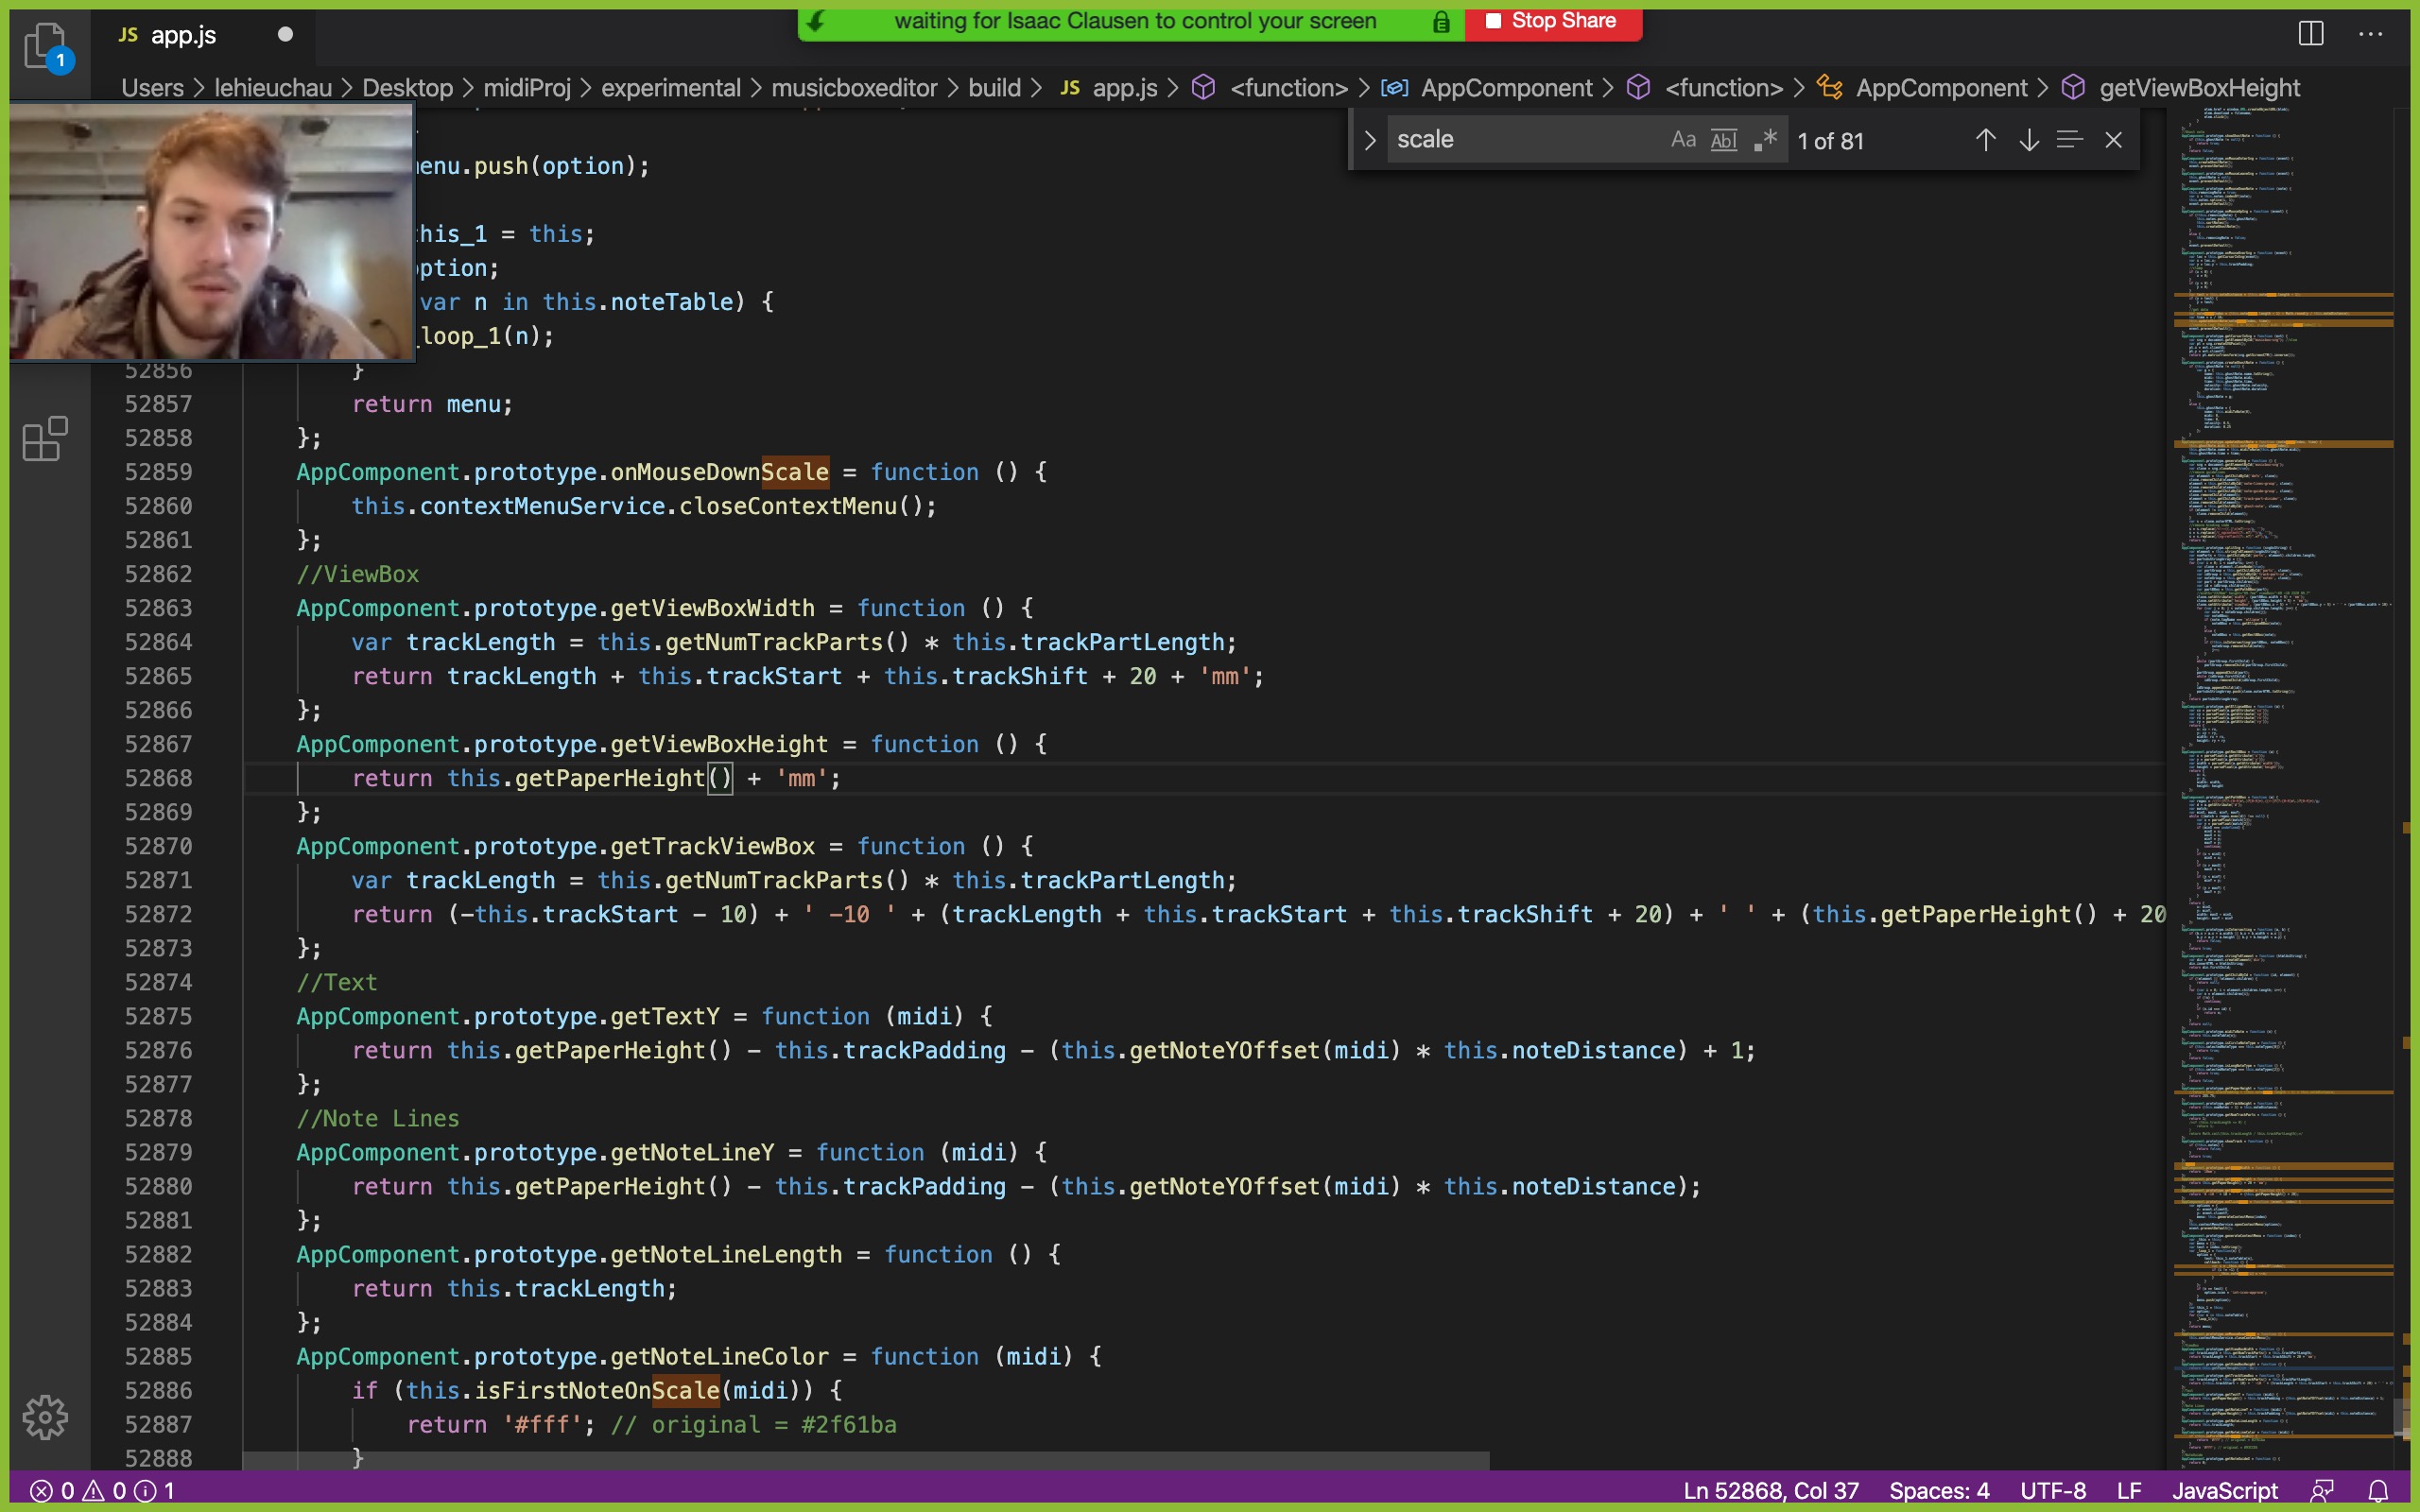 JS app.js
waiting for Isaac Clausen to control your screen
Stop Share
1
Users > lehieuchau > Desktop > midiProj > experimental > musicboxeditor > build > JS app.js > <function> > AppComponent > <function> > AppComponent > getViewBoxHeight
scale Aa Abl .* 1 of 81
enu.push(option);
his_1 = this;
ption;
var n in this.noteTable) {
loop_1(n);
52856 }
52857 return menu;
52858 };
52859 AppComponent.prototype.onMouseDownScale = function () {
52860 this.contextMenuService.closeContextMenu();
52861 };
52862 //ViewBox
52863 AppComponent.prototype.getViewBoxWidth = function () {
52864 var trackLength = this.getNumTrackParts() * this.trackPartLength;
52865 return trackLength + this.trackStart + this.trackShift + 20 + 'mm';
52866 };
52867 AppComponent.prototype.getViewBoxHeight = function () {
52868 return this.getPaperHeight() + 'mm';
52869 };
52870 AppComponent.prototype.getTrackViewBox = function () {
52871 var trackLength = this.getNumTrackParts() * this.trackPartLength;
52872 return (-this.trackStart - 10) + ' -10 ' + (trackLength + this.trackStart + this.trackShift + 20) + ' ' + (this.getPaperHeight() + 20
52873 };
52874 //Text
52875 AppComponent.prototype.getTextY = function (midi) {
52876 return this.getPaperHeight() - this.trackPadding - (this.getNoteYOffset(midi) * this.noteDistance) + 1;
52877 };
52878 //Note Lines
52879 AppComponent.prototype.getNoteLineY = function (midi) {
52880 return this.getPaperHeight() - this.trackPadding - (this.getNoteYOffset(midi) * this.noteDistance);
52881 };
52882 AppComponent.prototype.getNoteLineLength = function () {
52883 return this.trackLength;
52884 };
52885 AppComponent.prototype.getNoteLineColor = function (midi) {
52886 if (this.isFirstNoteOnScale(midi)) {
52887 return '#fff'; // original = #2f61ba
52888 }
0 0 1 Ln 52868, Col 37 Spaces: 4 UTF-8 LF JavaScript